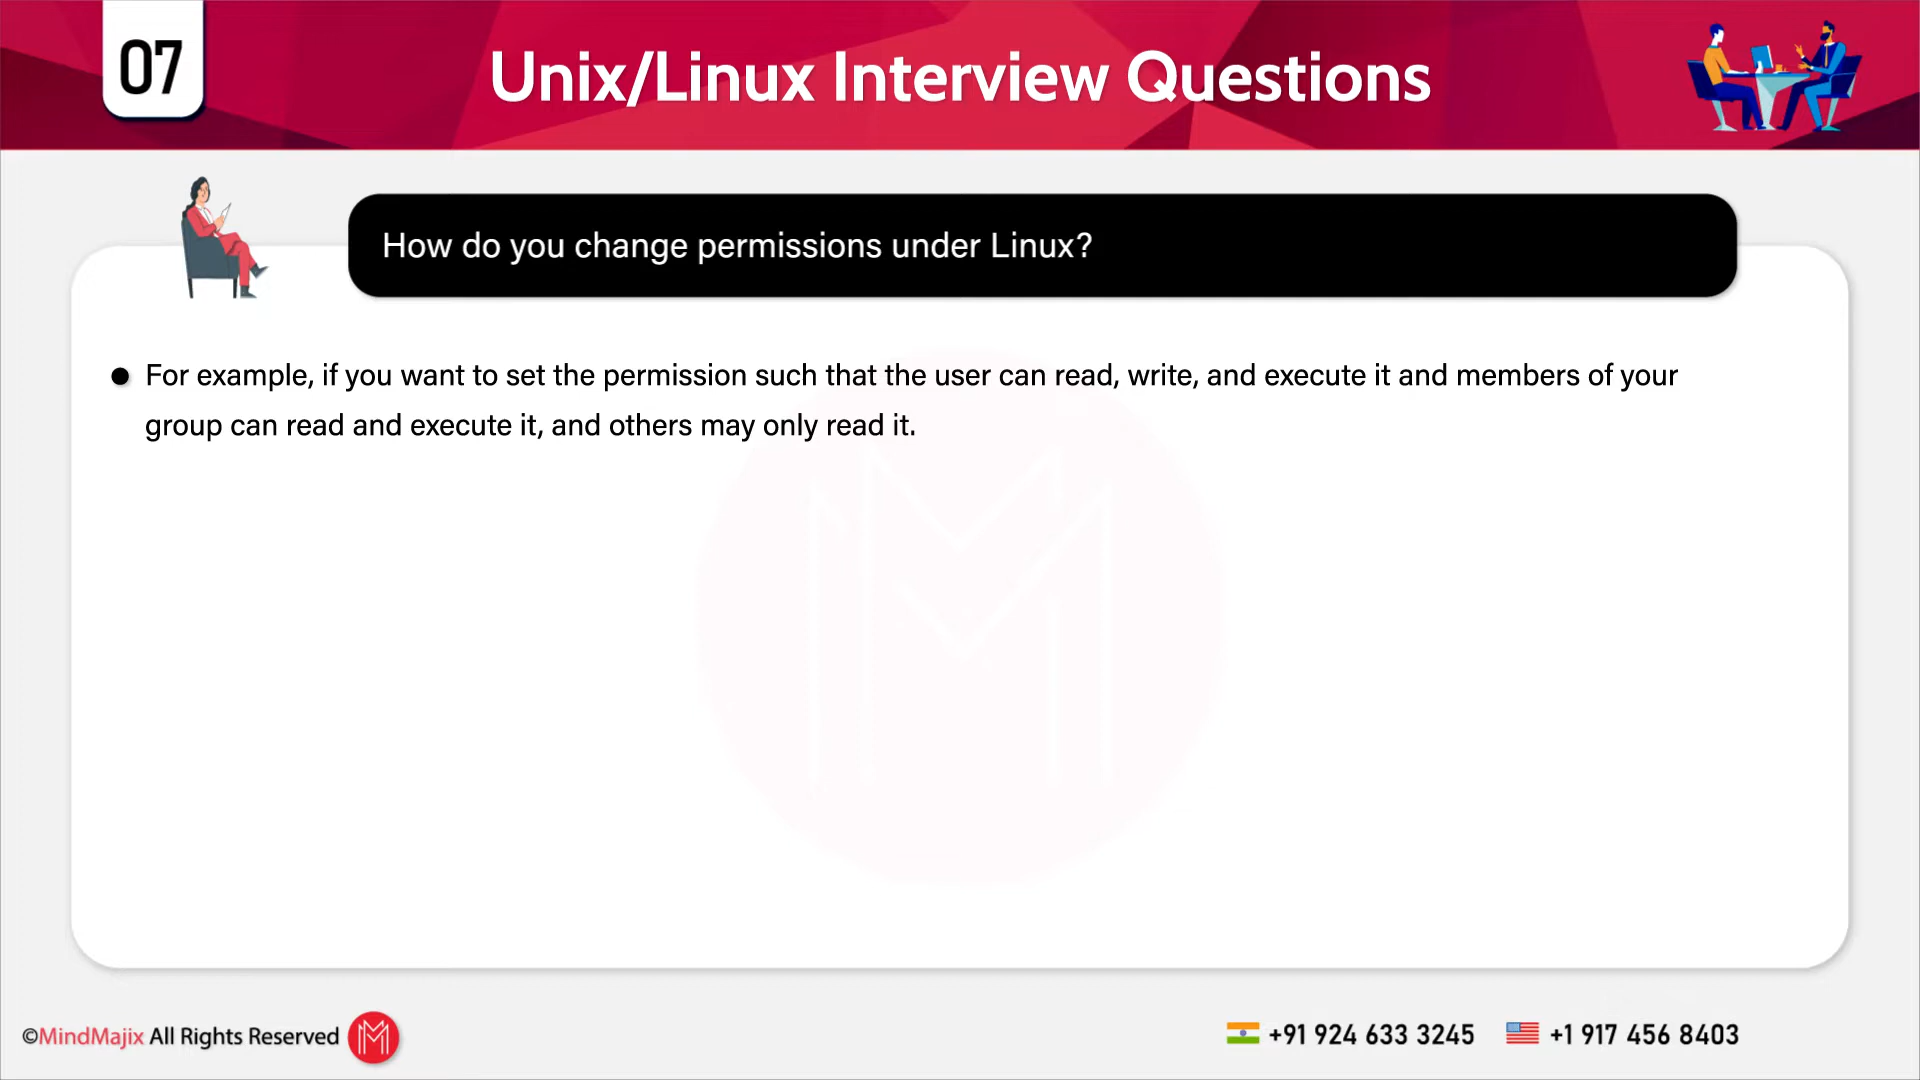 07
Unix/Linux Interview Questions
How do you change permissions under Linux?
● For example, if you want to set the permission such that the user can read, write, and execute it and members of your
group can read and execute it, and others may only read it.
©MindMajix All Rights Reserved
+91 924 633 3245
+1 917 456 8403